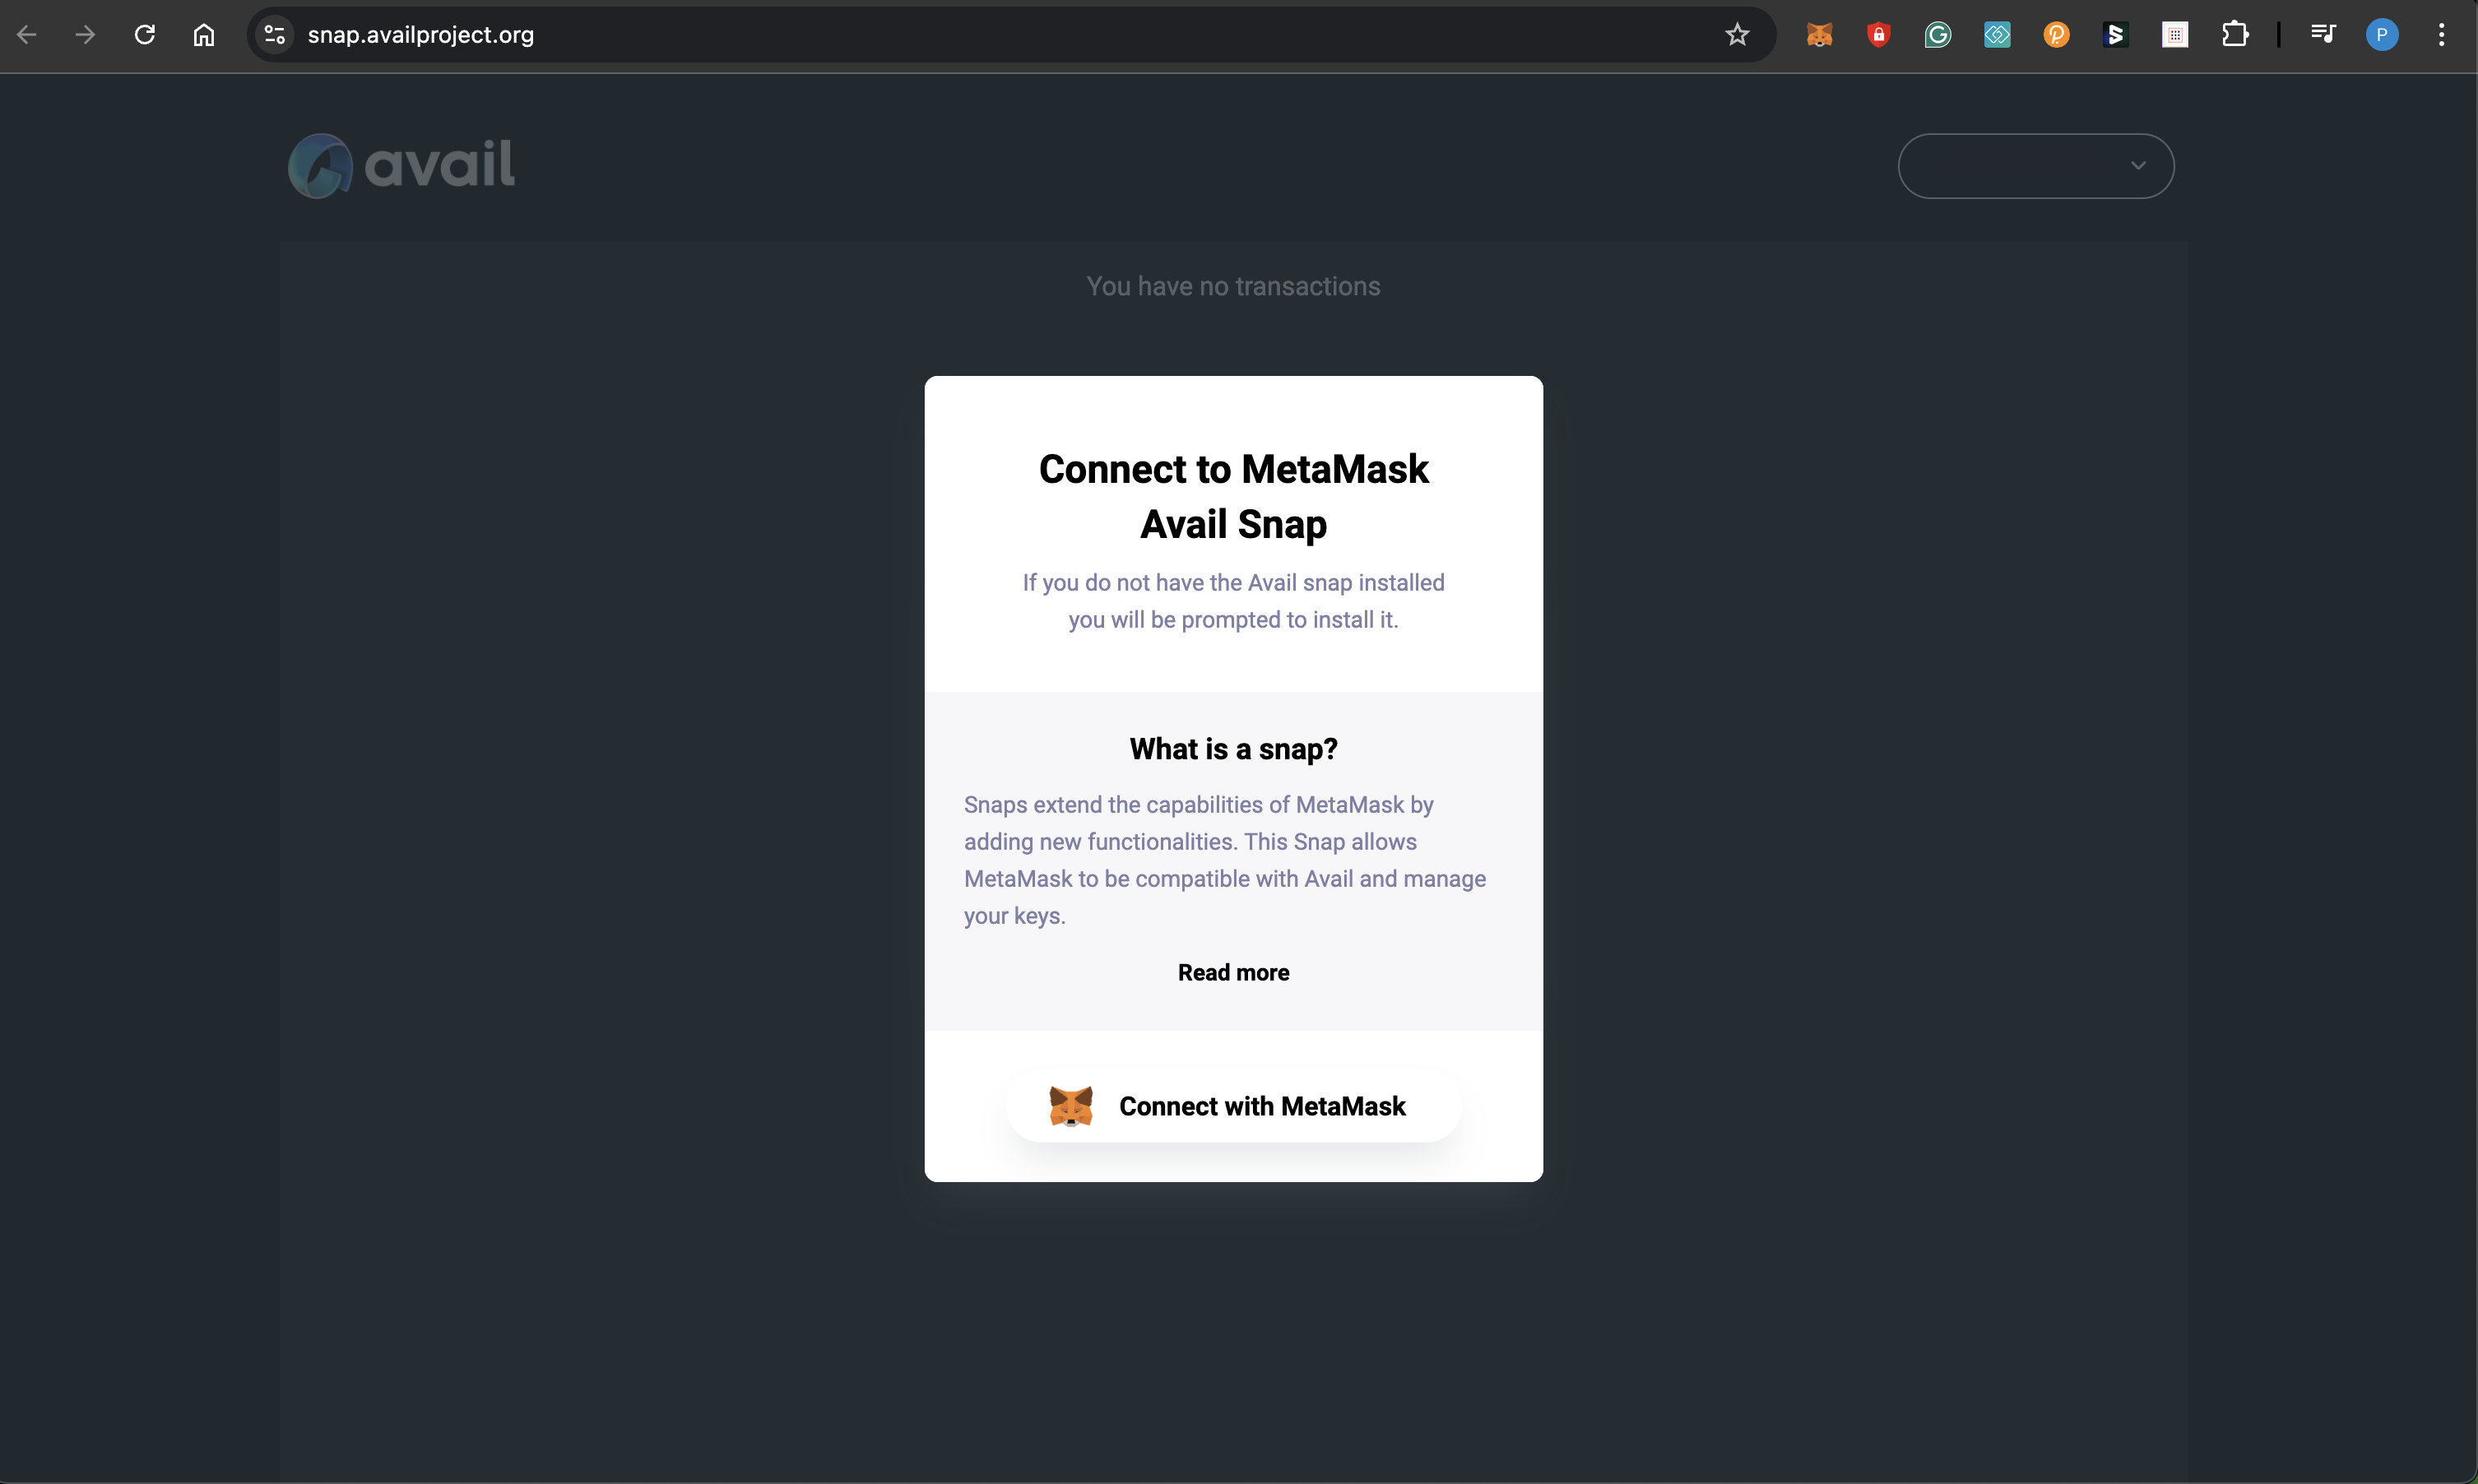 snap.availproject.org
P
avail
You have no transactions
Connect to MetaMask
Avail Snap
If you do not have the Avail snap installed
you will be prompted to install it.
What is a snap?
Snaps extend the capabilities of MetaMask by
adding new functionalities. This Snap allows
MetaMask to be compatible with Avail and manage
your keys.
Read more
Connect with MetaMask